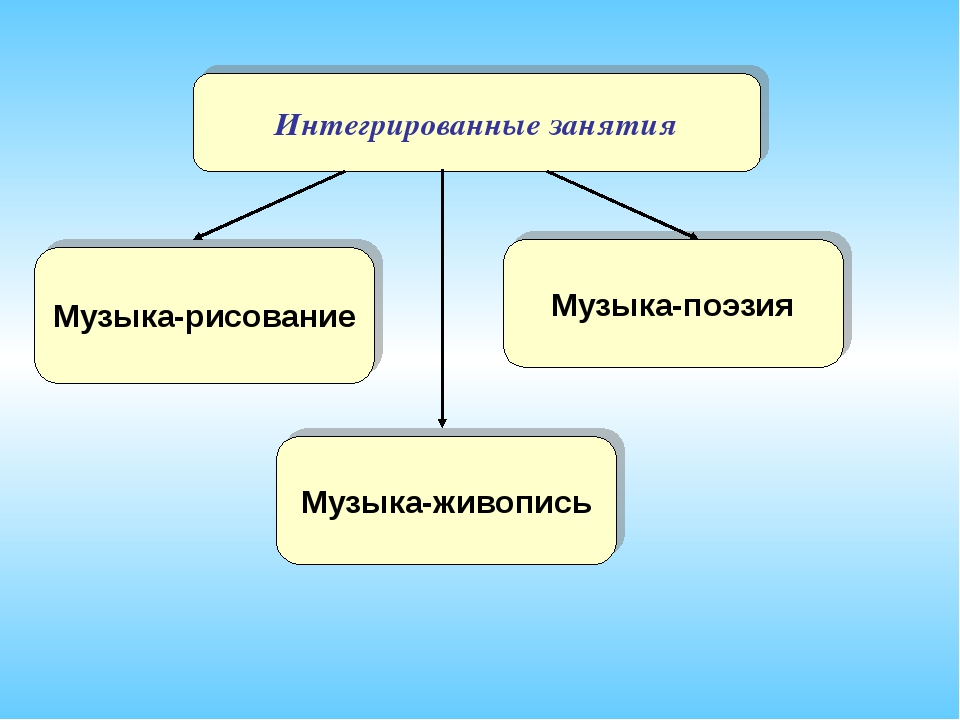 Интегрированные занятия
Музыка-рисование
Музыка-поэзия
Музыка-живопись